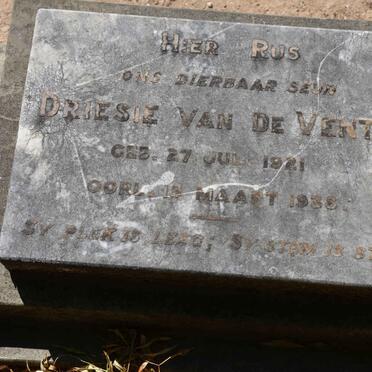 HIER RUS
ONS DIERBAAR SEUN
DRIESIE VAN DE VENT
GEB. 27 JULI 1921
OORL. MAART
SY PLEK IS LEEG, SY STEM IS